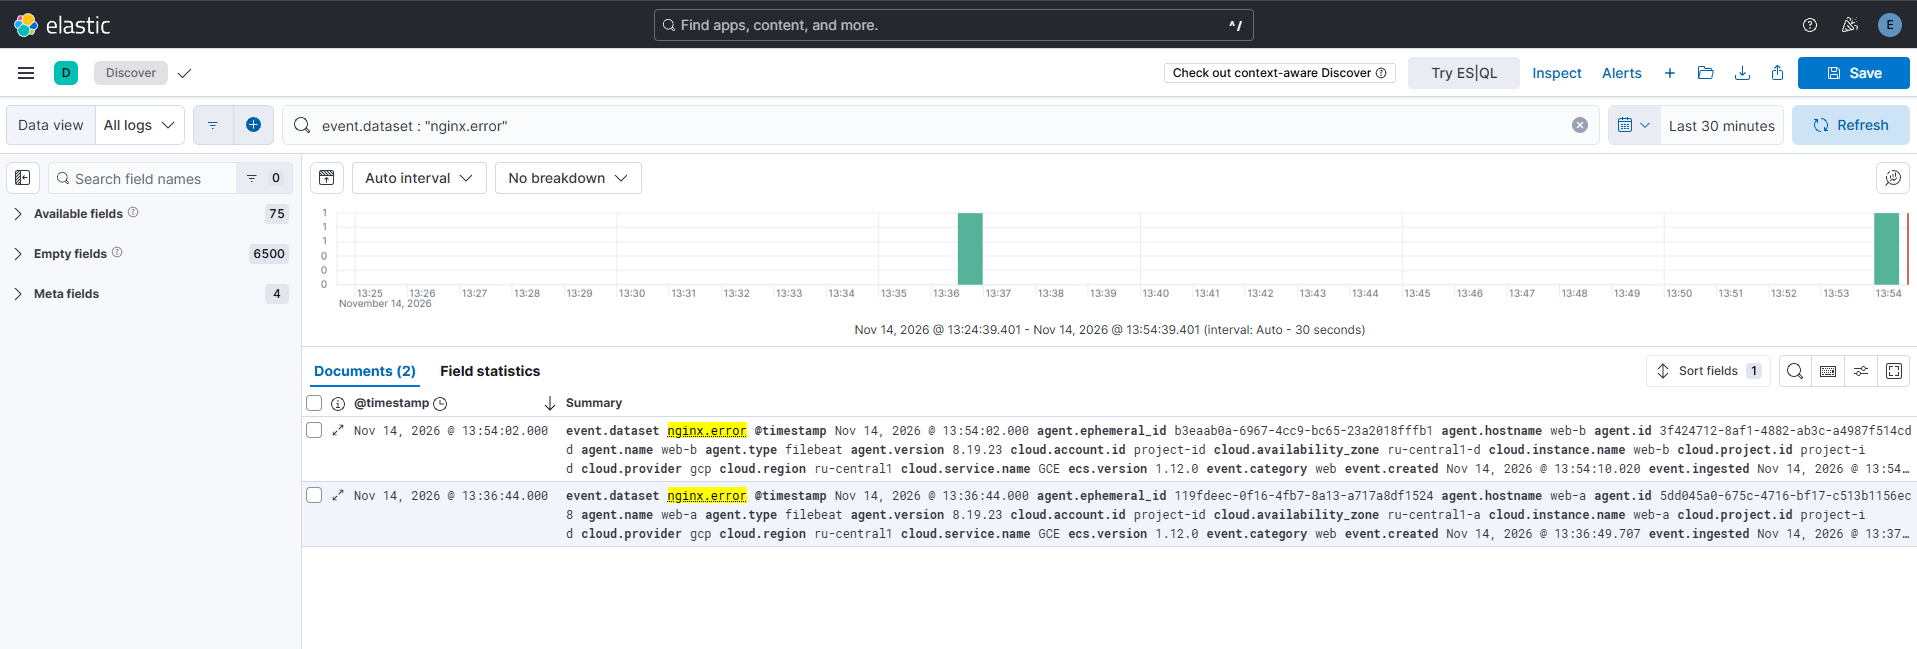 elastic
Find apps, content, and more.
^/
E
D
Discover
Check out context-aware Discover
Try ES|QL
Inspect
Alerts
Save
Data view
All logs
event.dataset : "nginx.error"
Last 30 minutes
Refresh
Search field names
0
Auto interval
No breakdown
Available fields
75
Empty fields
6500
Meta fields
4
1
1
1
0
0
0
13:25 13:26 13:27 13:28 13:29 13:30 13:31 13:32 13:33 13:34 13:35 13:36 13:37 13:38 13:39 13:40 13:41 13:42 13:43 13:44 13:45 13:46 13:47 13:48 13:49 13:50 13:51 13:52 13:53 13:54
November 14, 2026
Nov 14, 2026 @ 13:24:39.401 - Nov 14, 2026 @ 13:54:39.401 (interval: Auto - 30 seconds)
Documents (2)
Field statistics
Sort fields 1
@timestamp
Summary
Nov 14, 2026 @ 13:54:02.000
event.dataset nginx.error @timestamp Nov 14, 2026 @ 13:54:02.000 agent.ephemeral_id b3eaab0a-6967-4cc9-bc65-23a2018fffb1 agent.hostname web-b agent.id 3f424712-8af1-4882-ab3c-a4987f514cd
d agent.name web-b agent.type filebeat agent.version 8.19.23 cloud.account.id project-id cloud.availability_zone ru-central1-d cloud.instance.name web-b cloud.project.id project-i
d cloud.provider gcp cloud.region ru-central1 cloud.service.name GCE ecs.version 1.12.0 event.category web event.created Nov 14, 2026 @ 13:54:10.020 event.ingested Nov 14, 2026 @ 13:54…
Nov 14, 2026 @ 13:36:44.000
event.dataset nginx.error @timestamp Nov 14, 2026 @ 13:36:44.000 agent.ephemeral_id 119fdeec-0f16-4fb7-8a13-a717a8df1524 agent.hostname web-a agent.id 5dd045a0-675c-4716-bf17-c513b1156ec
8 agent.name web-a agent.type filebeat agent.version 8.19.23 cloud.account.id project-id cloud.availability_zone ru-central1-a cloud.instance.name web-a cloud.project.id project-i
d cloud.provider gcp cloud.region ru-central1 cloud.service.name GCE ecs.version 1.12.0 event.category web event.created Nov 14, 2026 @ 13:36:49.707 event.ingested Nov 14, 2026 @ 13:37…